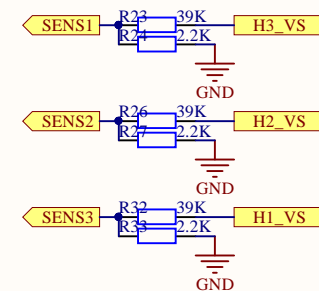 SENS1 R23 39K H3_VS
R24 2.2K
GND
SENS2 R26 39K H2_VS
R27 2.2K
GND
SENS3 R32 39K H1_VS
R33 2.2K
GND